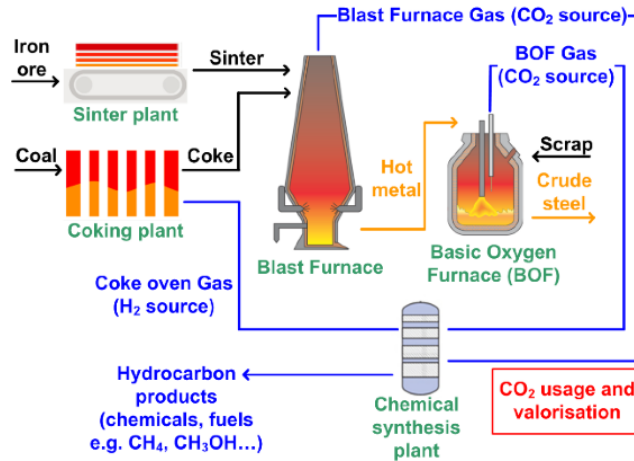 Blast Furnace Gas (CO₂ source)
Iron
ore
Sinter
BOF Gas
(CO₂ source)
Sinter plant
Coal
Coke
Scrap
Hot
metal
Crude
steel
Coking plant
Blast Furnace
Basic Oxygen
Furnace (BOF)
Coke oven Gas
(H₂ source)
Hydrocarbon
products
(chemicals, fuels
e.g. CH₄, CH₃OH...)
Chemical
synthesis
plant
CO₂ usage and
valorisation